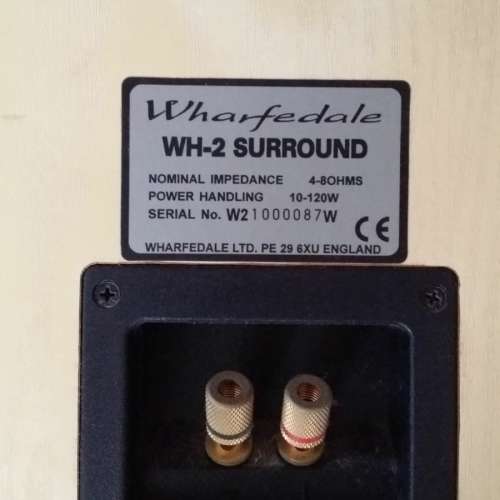 Wharfedale
WH-2 SURROUND
NOMINAL IMPEDANCE 4-8OHMS
POWER HANDLING 10-120W
SERIAL No. W21000087W
CE
WHARFEDALE LTD. PE 29 6XU ENGLAND